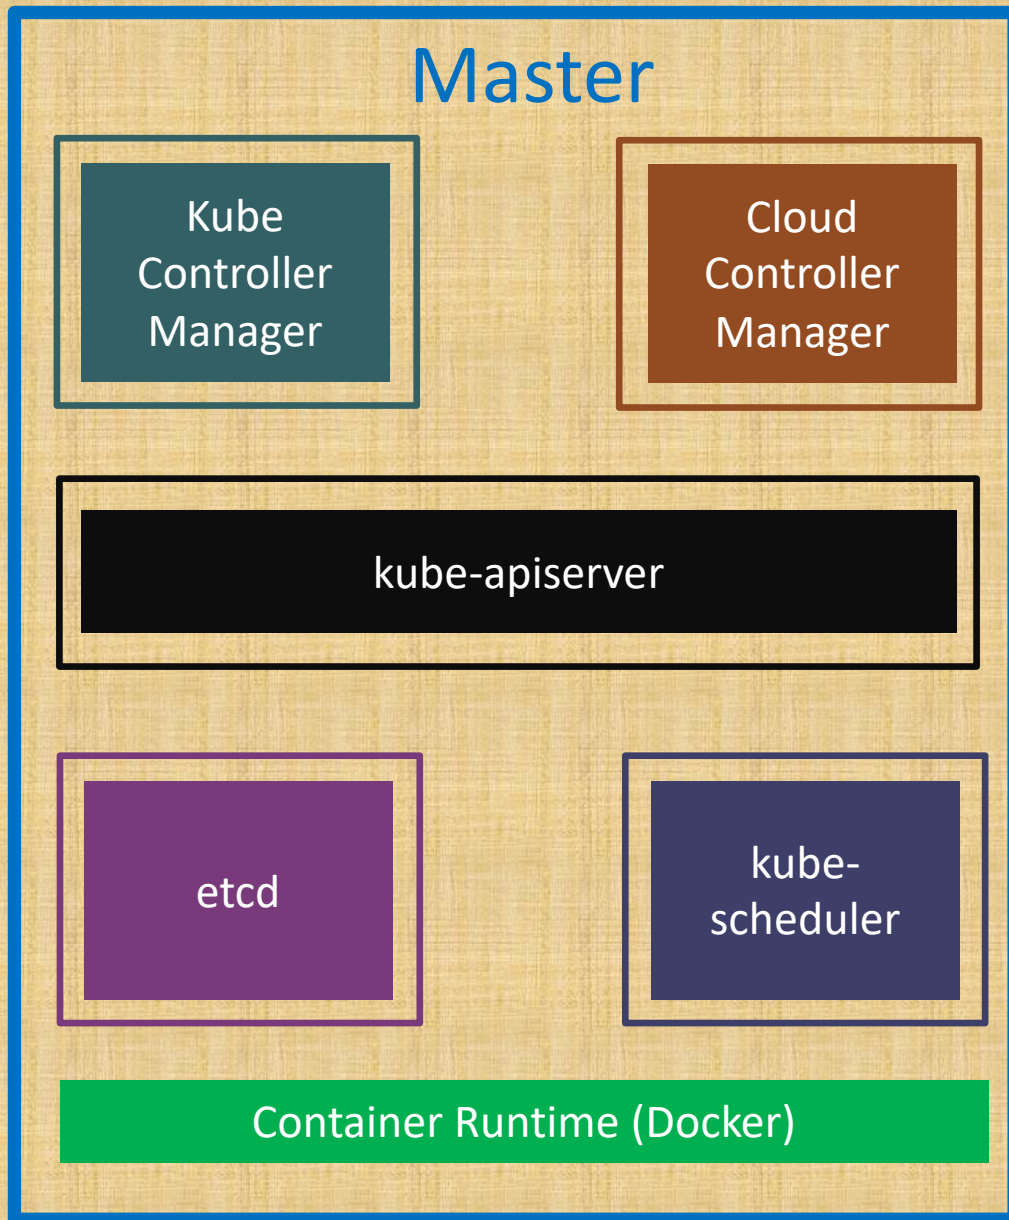 Master
Kube
Controller
Manager
Cloud
Controller
Manager
kube-apiserver
etcd
kube-
scheduler
Container Runtime (Docker)